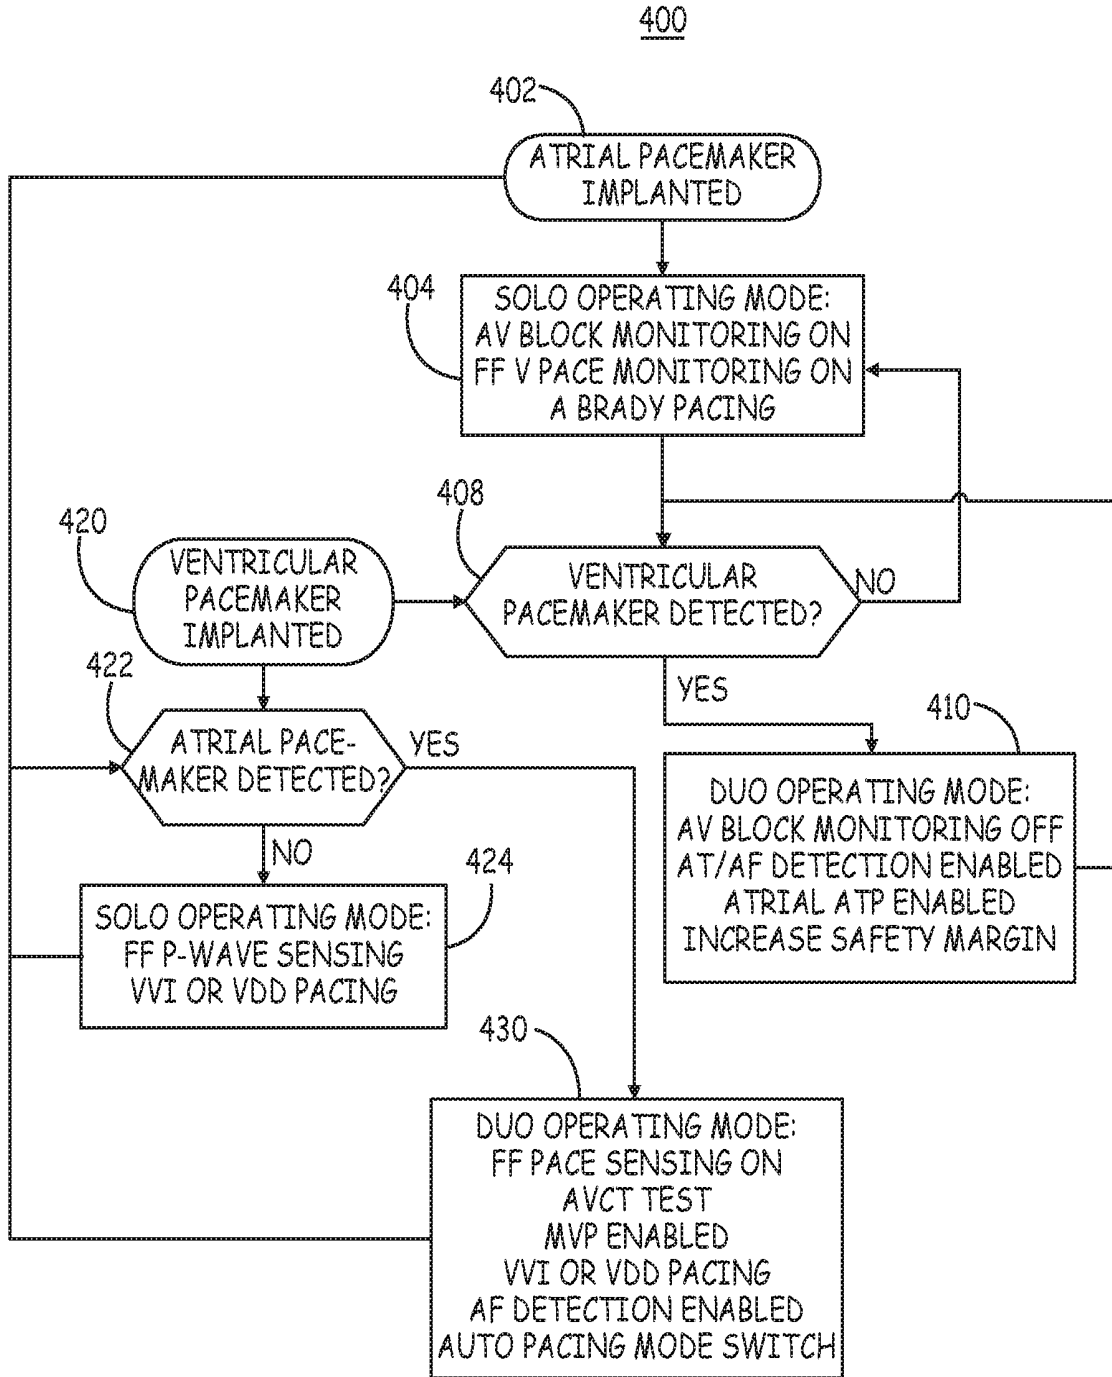 400
402
ATRIAL PACEMAKER
IMPLANTED
404
SOLO OPERATING MODE:
AV BLOCK MONITORING ON
FF V PACE MONITORING ON
A BRADY PACING
408
VENTRICULAR
PACEMAKER DETECTED?
NO
YES
420
VENTRICULAR
PACEMAKER
IMPLANTED
422
ATRIAL PACE-
MAKER DETECTED?
YES
NO
410
DUO OPERATING MODE:
AV BLOCK MONITORING OFF
AT/AF DETECTION ENABLED
ATRIAL ATP ENABLED
INCREASE SAFETY MARGIN
424
SOLO OPERATING MODE:
FF P-WAVE SENSING
VVI OR VDD PACING
430
DUO OPERATING MODE:
FF PACE SENSING ON
AVCT TEST
MVP ENABLED
VVI OR VDD PACING
AF DETECTION ENABLED
AUTO PACING MODE SWITCH